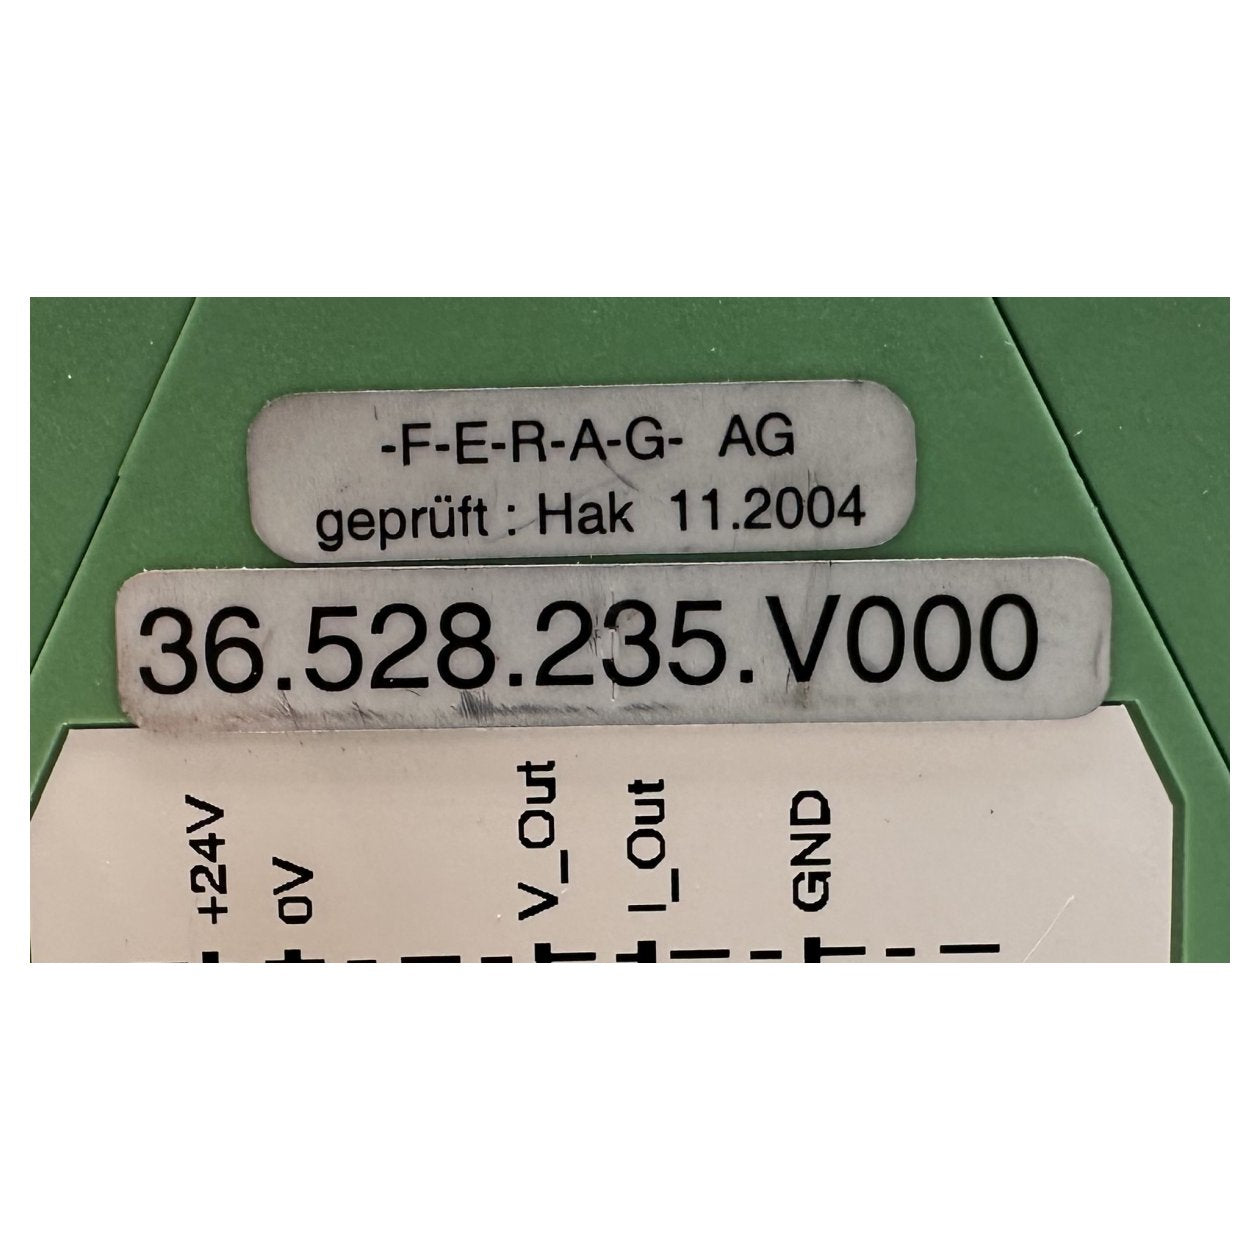 -F-E-R-A-G- AG
geprüft : Hak 11.2004
36.528.235.V000
+24V
0V
V_Out
I_Out
GND